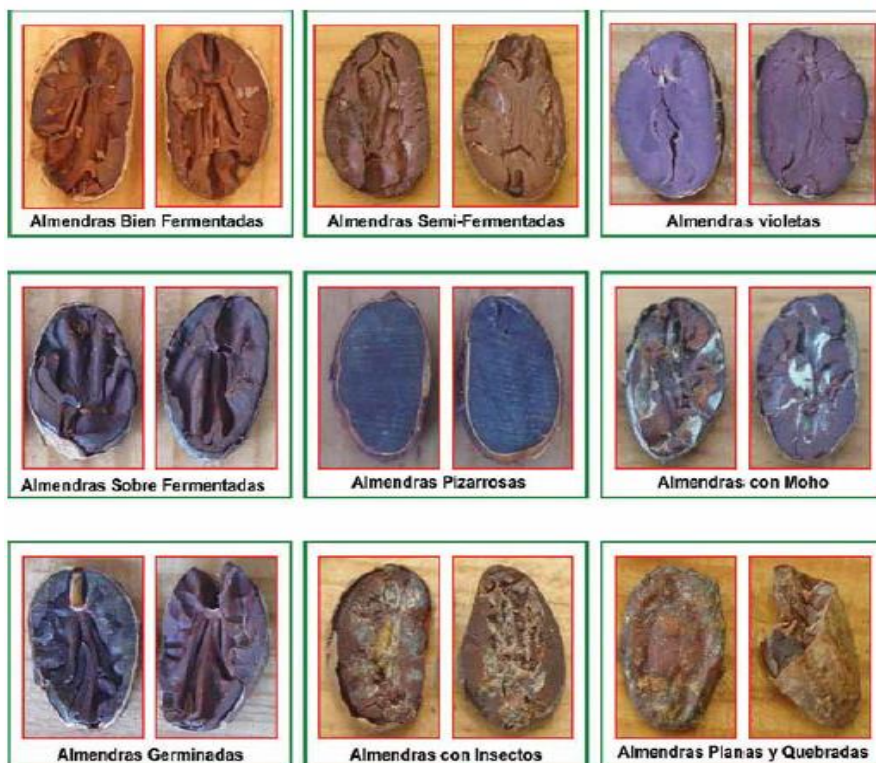 Almendras Bien Fermentadas
Almendras Semi-Fermentadas
Almendras violetas
Almendras Sobre Fermentadas
Almendras Pizarrosas
Almendras con Moho
Almendras Germinadas
Almendras con Insectos
Almendras Planas y Quebradas